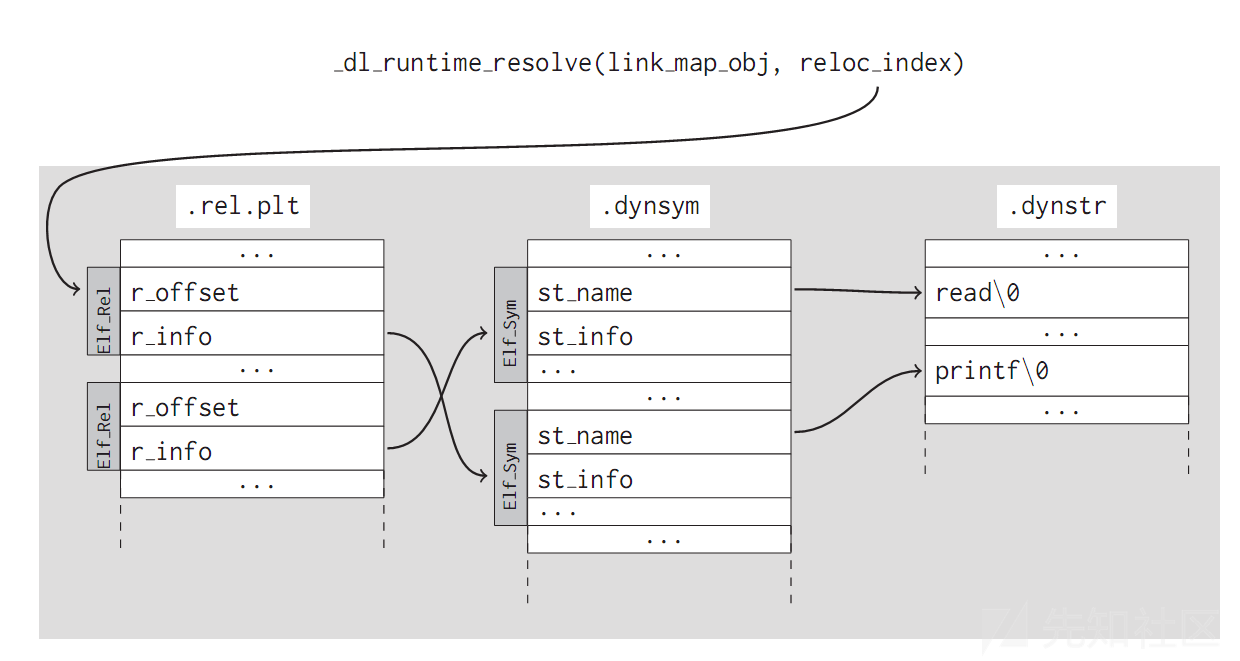 _dl_runtime_resolve(link_map_obj, reloc_index)
.rel.plt
...
Elf_Rel
r_offset
r_info
...
Elf_Rel
r_offset
r_info
...
.dynsym
...
Elf_Sym
st_name
st_info
...
...
Elf_Sym
st_name
st_info
...
...
.dynstr
...
read\0
...
printf\0
...
先知社区